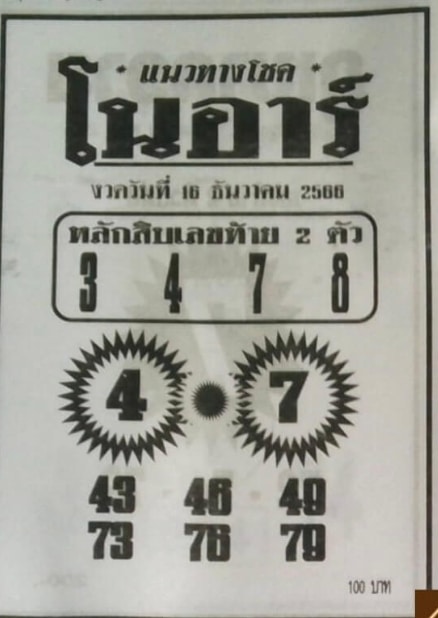 * แนวทางโชค *
โนอาร์
งวดวันที่ 16 ธันวาคม 2566
หลักสิบเลขท้าย 2 ตัว
3 4 7 8
4 7
43 46 49
73 76 79
100 บาท